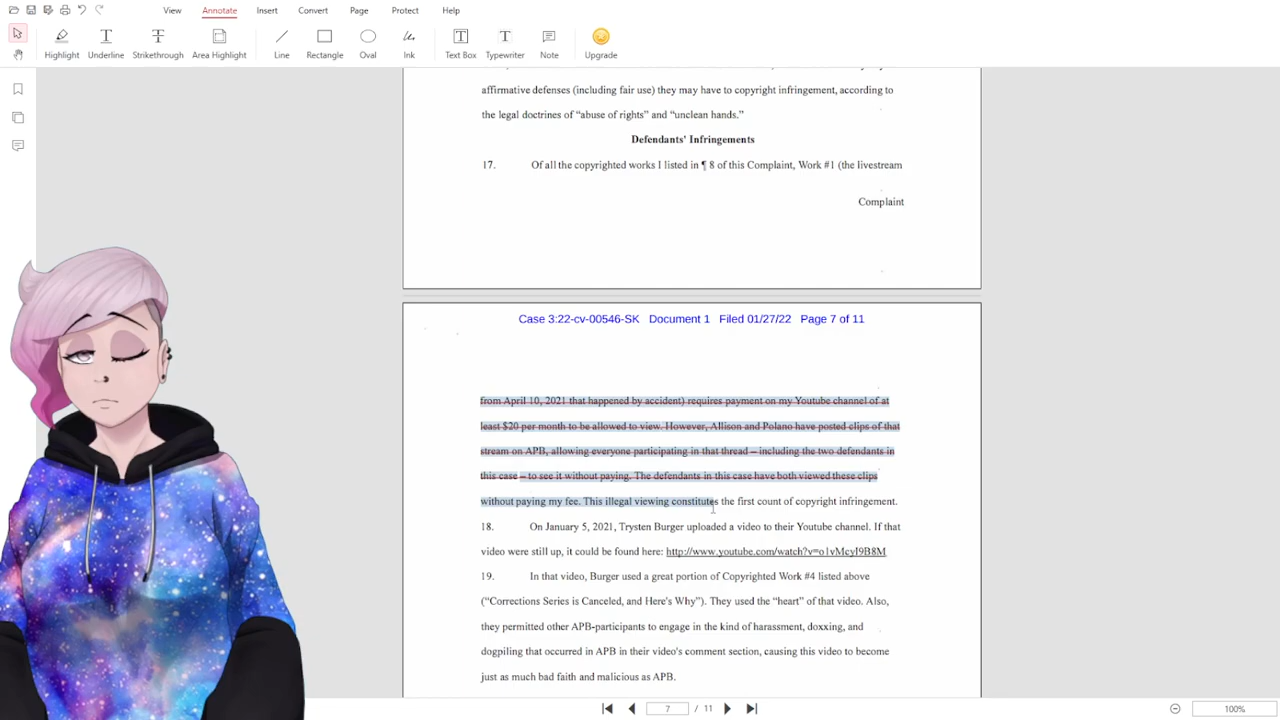 View Annotate Insert Convert Page Protect Help
Highlight Underline Strikethrough Area Highlight Line Rectangle Oval Ink Text Box Typewriter Note Upgrade
affirmative defenses (including fair use) they may have to copyright infringement, according to
the legal doctrines of “abuse of rights” and “unclean hands.”
Defendants’ Infringements
17. Of all the copyrighted works I listed in ¶ 8 of this Complaint, Work #1 (the livestream
Complaint
Case 3:22-cv-00546-SK Document 1 Filed 01/27/22 Page 7 of 11
from April 10, 2021 that happened by accident) requires payment on my Youtube channel of at
least $20 per month to be allowed to view. However, Allison and Polano have posted clips of that
stream on APB, allowing everyone participating in that thread – including the two defendants in
this case – to see it without paying. The defendants in this case have both viewed these clips
without paying my fee. This illegal viewing constitutes the first count of copyright infringement.
18. On January 5, 2021, Trysten Burger uploaded a video to their Youtube channel. If that
video were still up, it could be found here: http://www.youtube.com/watch?v=o1vMcyI9B8M
19. In that video, Burger used a great portion of Copyrighted Work #4 listed above
(“Corrections Series is Canceled, and Here's Why”). They used the “heart” of that video. Also,
they permitted other APB-participants to engage in the kind of harassment, doxxing, and
dogpiling that occurred in APB in their video's comment section, causing this video to become
just as much bad faith and malicious as APB.
7 / 11
100%